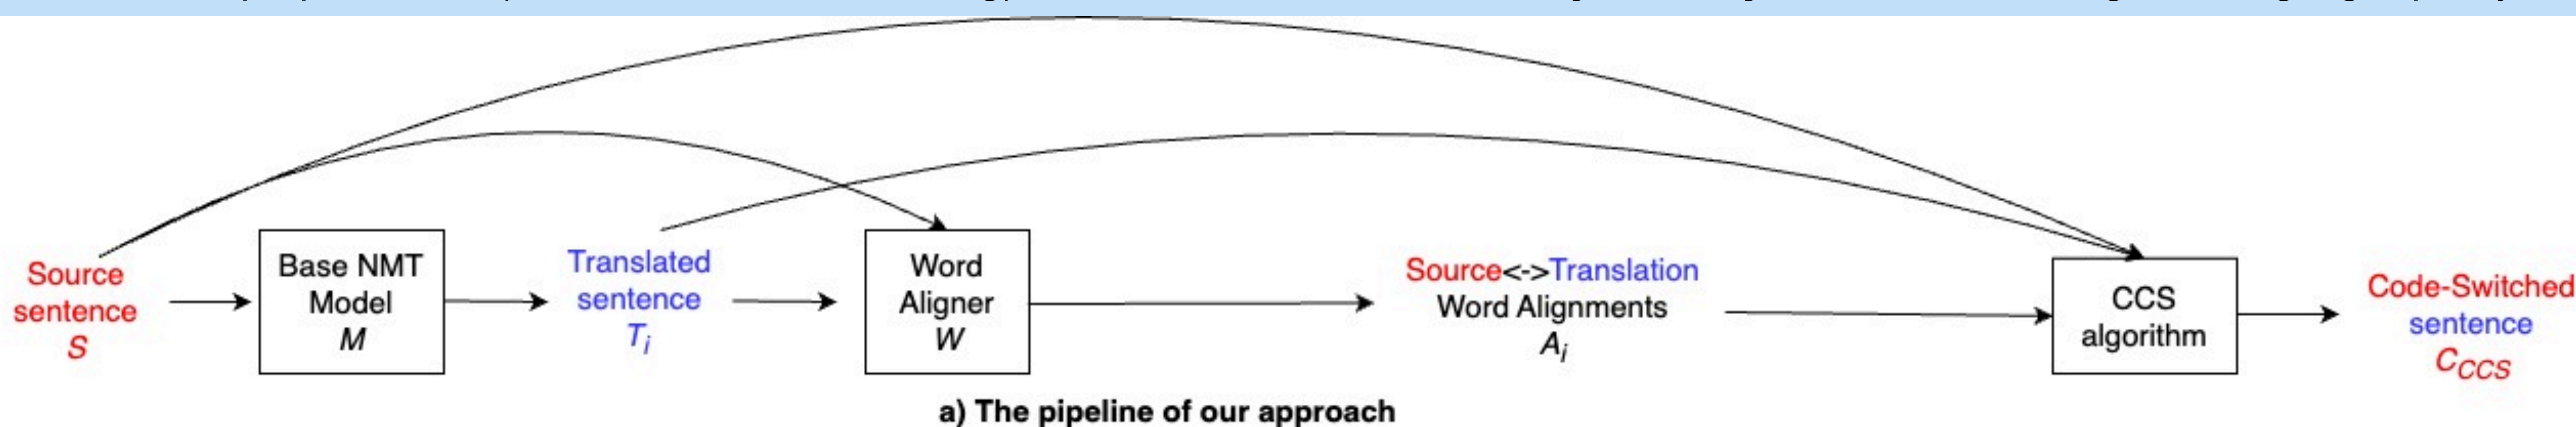 Source
sentence
S
Base NMT
Model
M
Translated
sentence
Ti
Word
Aligner
W
Source<->Translation
Word Alignments
Ai
CCS
algorithm
Code-Switched
sentence
CCCS
a) The pipeline of our approach